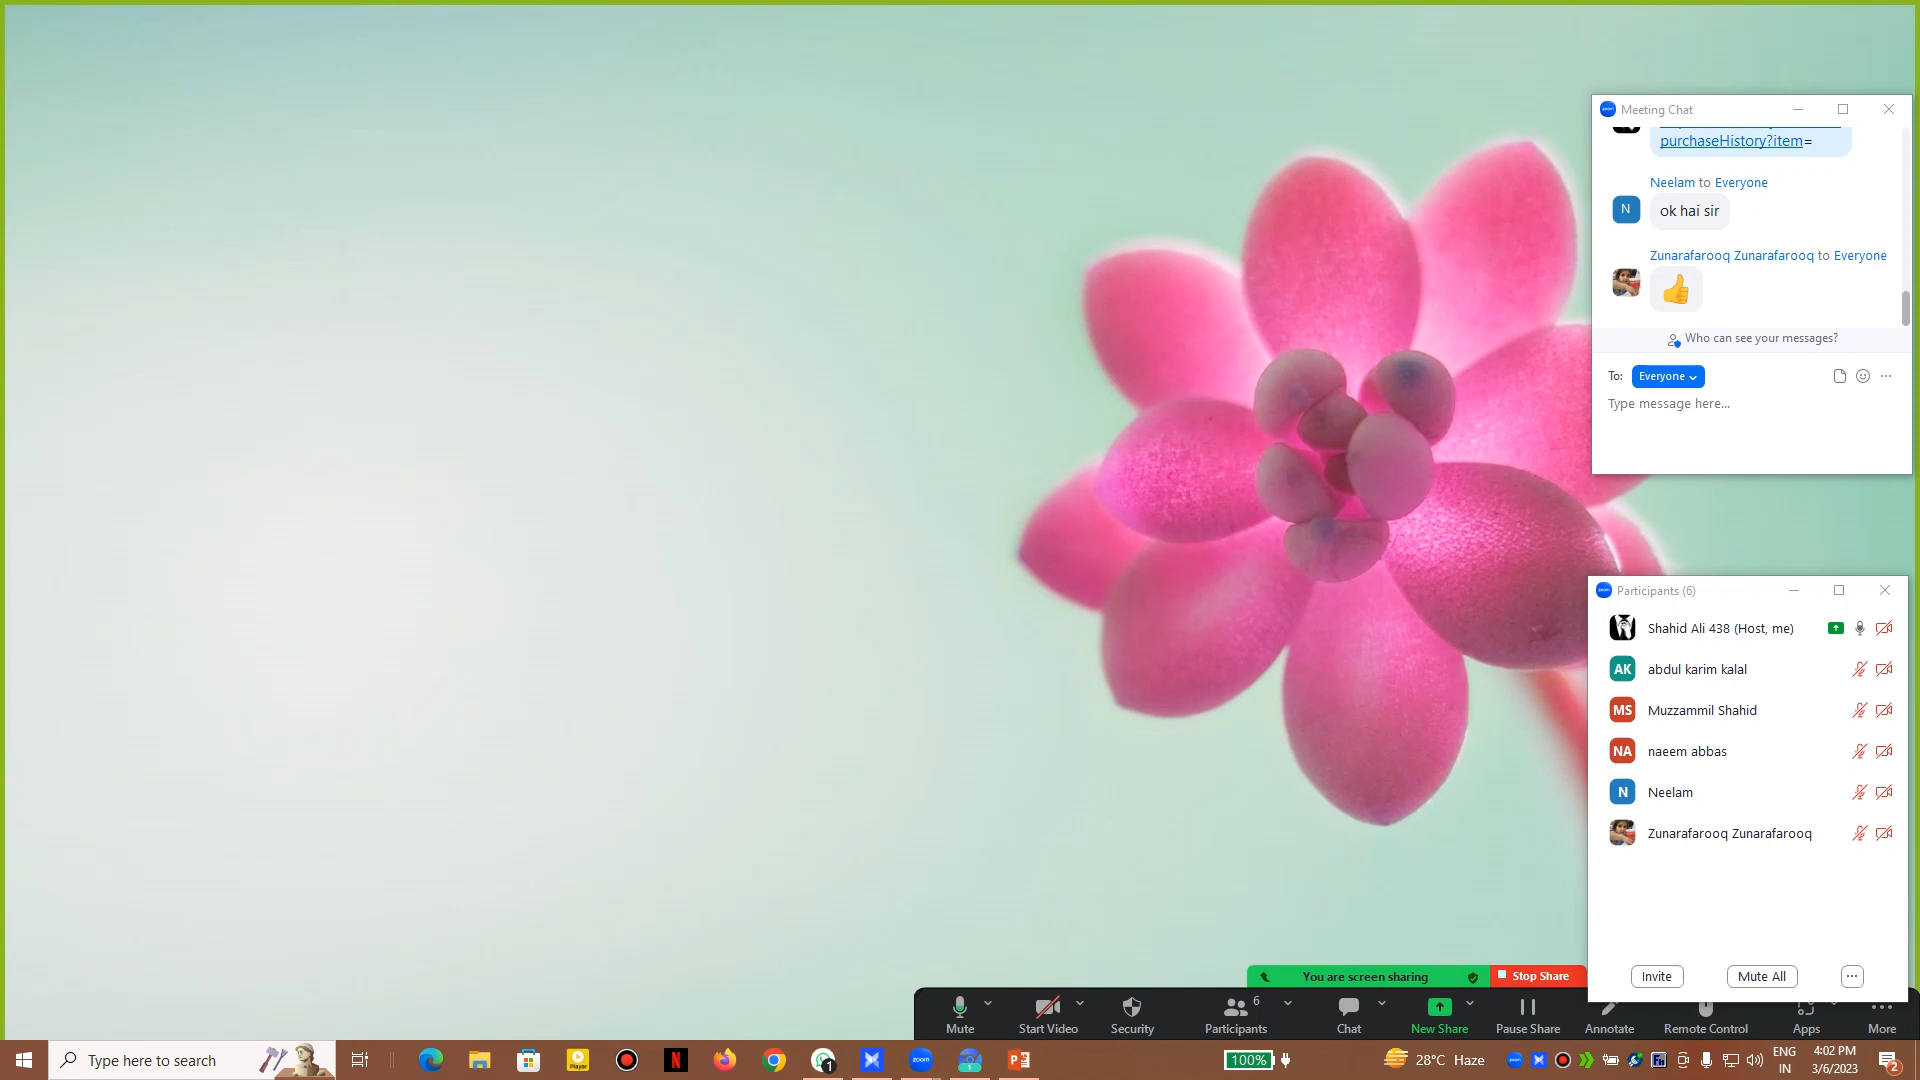 Meeting Chat
purchaseHistory?item=
Neelam to Everyone
N
ok hai sir
Zunarafarooq Zunarafarooq to Everyone
Who can see your messages?
To: Everyone
Type message here...
Participants (6)
Shahid Ali 438 (Host, me)
AK abdul karim kalal
MS Muzzammil Shahid
NA naeem abbas
N Neelam
Zunarafarooq Zunarafarooq
Invite Mute All
You are screen sharing Stop Share
6
Mute Start Video Security Participants Chat New Share Pause Share Annotate Remote Control Apps More
Type here to search
Player
N
1
zoom
1
P
100%
28°C Haze
ENG
IN
4:02 PM
3/6/2023
2